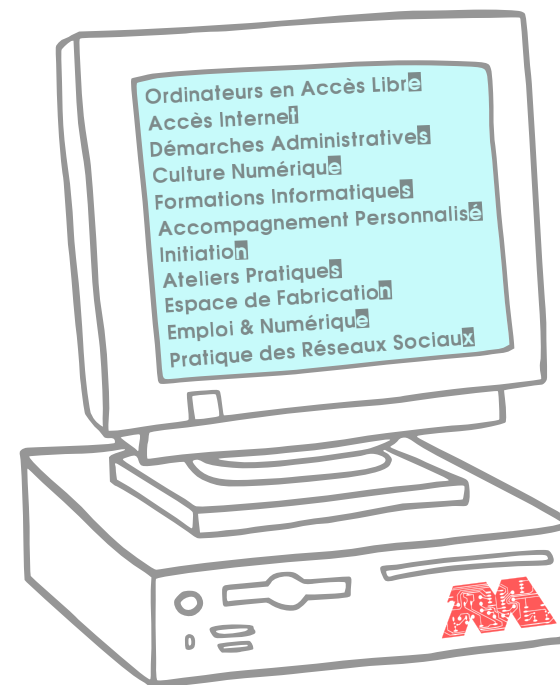 Ordinateurs en Accès Libre
Accès Internet
Démarches Administratives
Culture Numérique
Formations Informatiques
Accompagnement Personnalisé
Initiation
Ateliers Pratiques
Espace de Fabrication
Emploi & Numérique
Pratique des Réseaux Sociaux